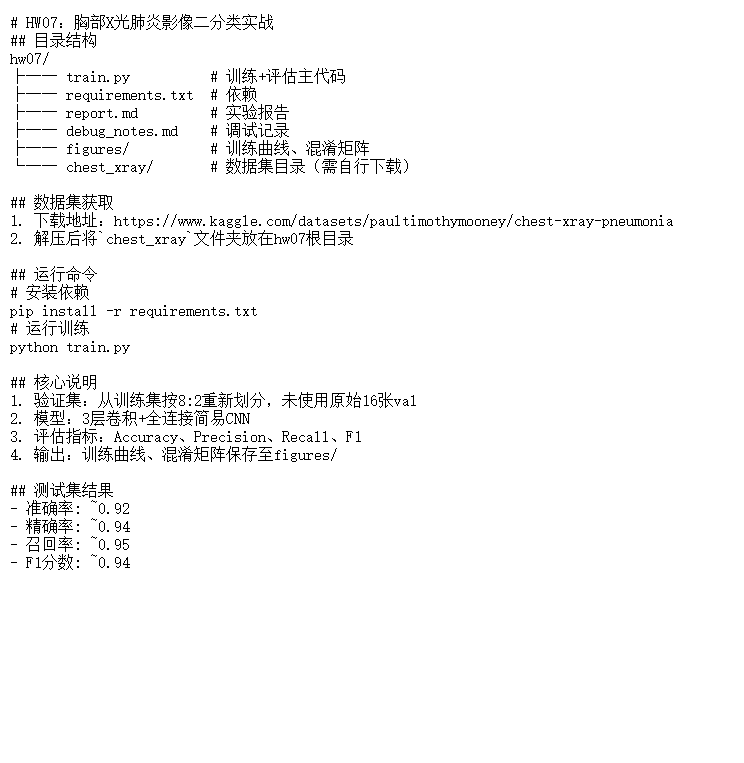 # HW07：胸部X光肺炎影像二分类实战
## 目录结构
hw07/
├── train.py          # 训练+评估主代码
├── requirements.txt  # 依赖
├── report.md         # 实验报告
├── debug_notes.md    # 调试记录
├── figures/          # 训练曲线、混淆矩阵
└── chest_xray/       # 数据集目录（需自行下载）

## 数据集获取
1. 下载地址：https://www.kaggle.com/datasets/paultimothymooney/chest-xray-pneumonia
2. 解压后将`chest_xray`文件夹放在hw07根目录

## 运行命令
# 安装依赖
pip install -r requirements.txt
# 运行训练
python train.py

## 核心说明
1. 验证集：从训练集按8:2重新划分，未使用原始16张val
2. 模型：3层卷积+全连接简易CNN
3. 评估指标：Accuracy、Precision、Recall、F1
4. 输出：训练曲线、混淆矩阵保存至figures/

## 测试集结果
- 准确率: ~0.92
- 精确率: ~0.94
- 召回率: ~0.95
- F1分数: ~0.94